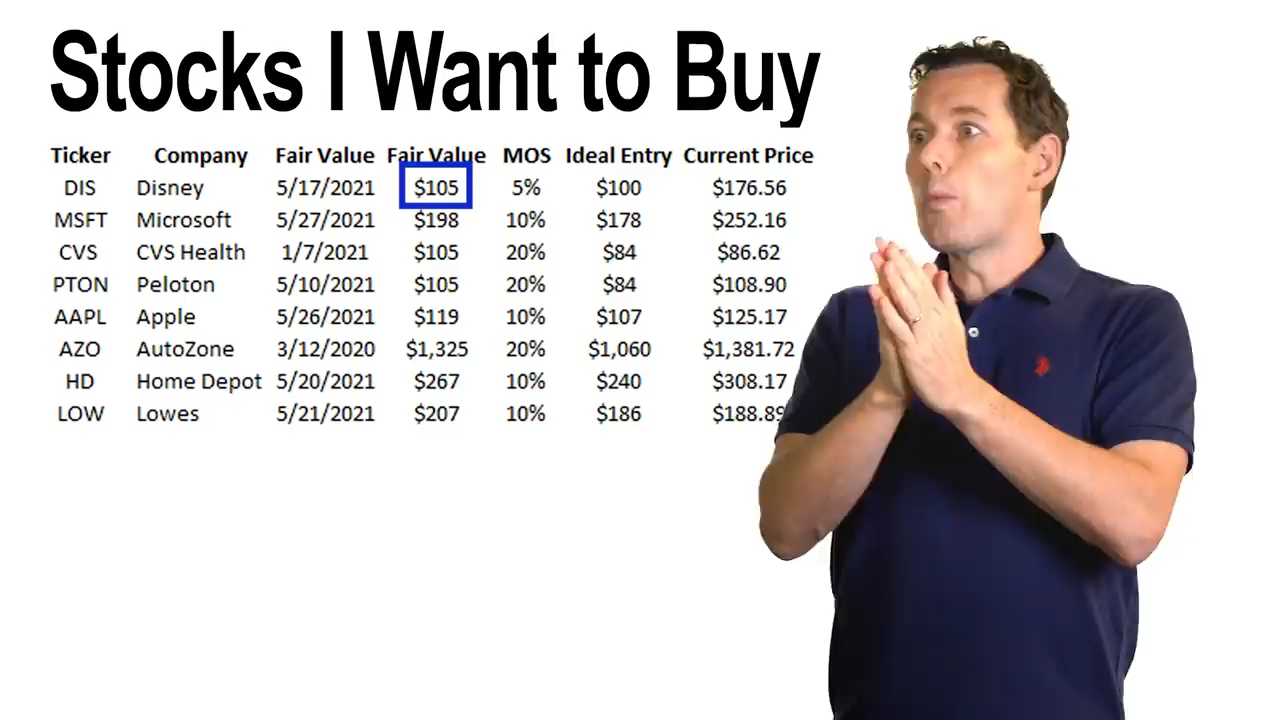 Stocks I Want to Buy
Ticker Company Fair Value Fair Value MOS Ideal Entry Current Price
DIS Disney 5/17/2021 $105 5% $100 $176.56
MSFT Microsoft 5/27/2021 $198 10% $178 $252.16
CVS CVS Health 1/7/2021 $105 20% $84 $86.62
PTON Peloton 5/10/2021 $105 20% $84 $108.90
AAPL Apple 5/26/2021 $119 10% $107 $125.17
AZO AutoZone 3/12/2020 $1,325 20% $1,060 $1,381.72
HD Home Depot 5/20/2021 $267 10% $240 $308.17
LOW Lowes 5/21/2021 $207 10% $186 $188.89